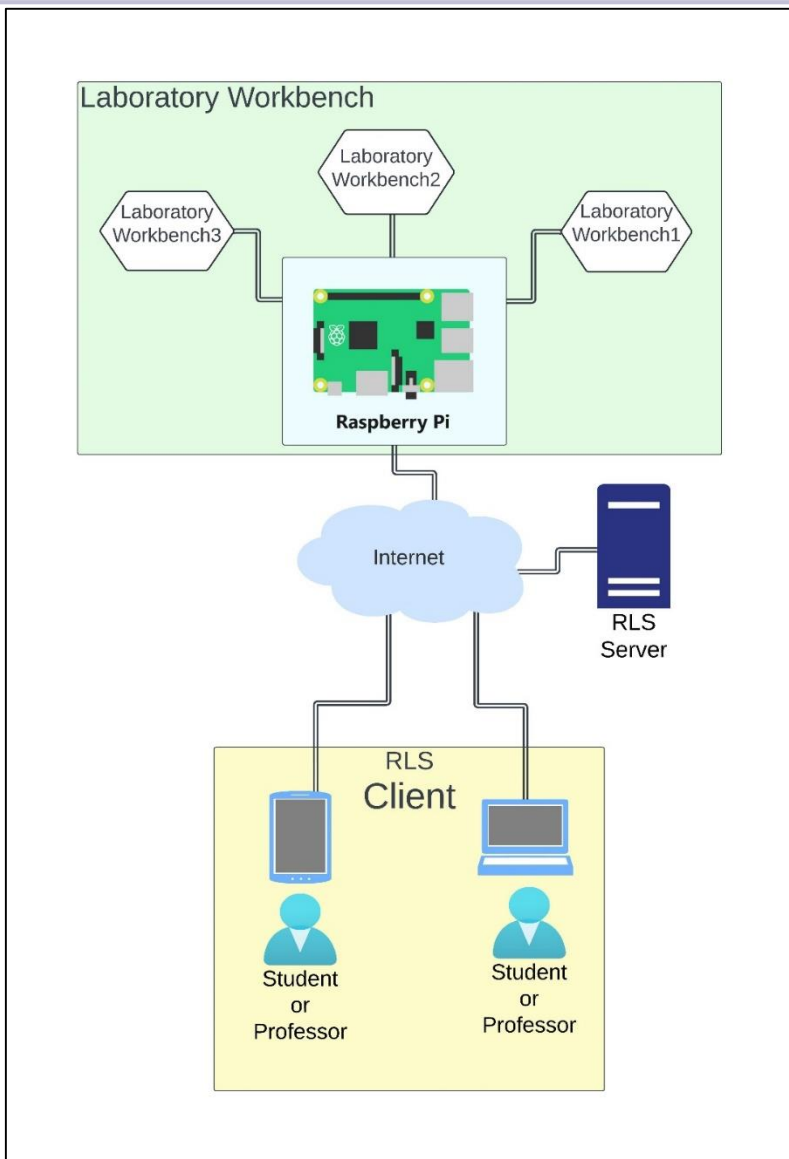 Laboratory Workbench
Laboratory
Workbench2
Laboratory
Workbench3
Laboratory
Workbench1
Raspberry Pi
Internet
RLS
Server
RLS
Client
Student
or
Professor
Student
or
Professor